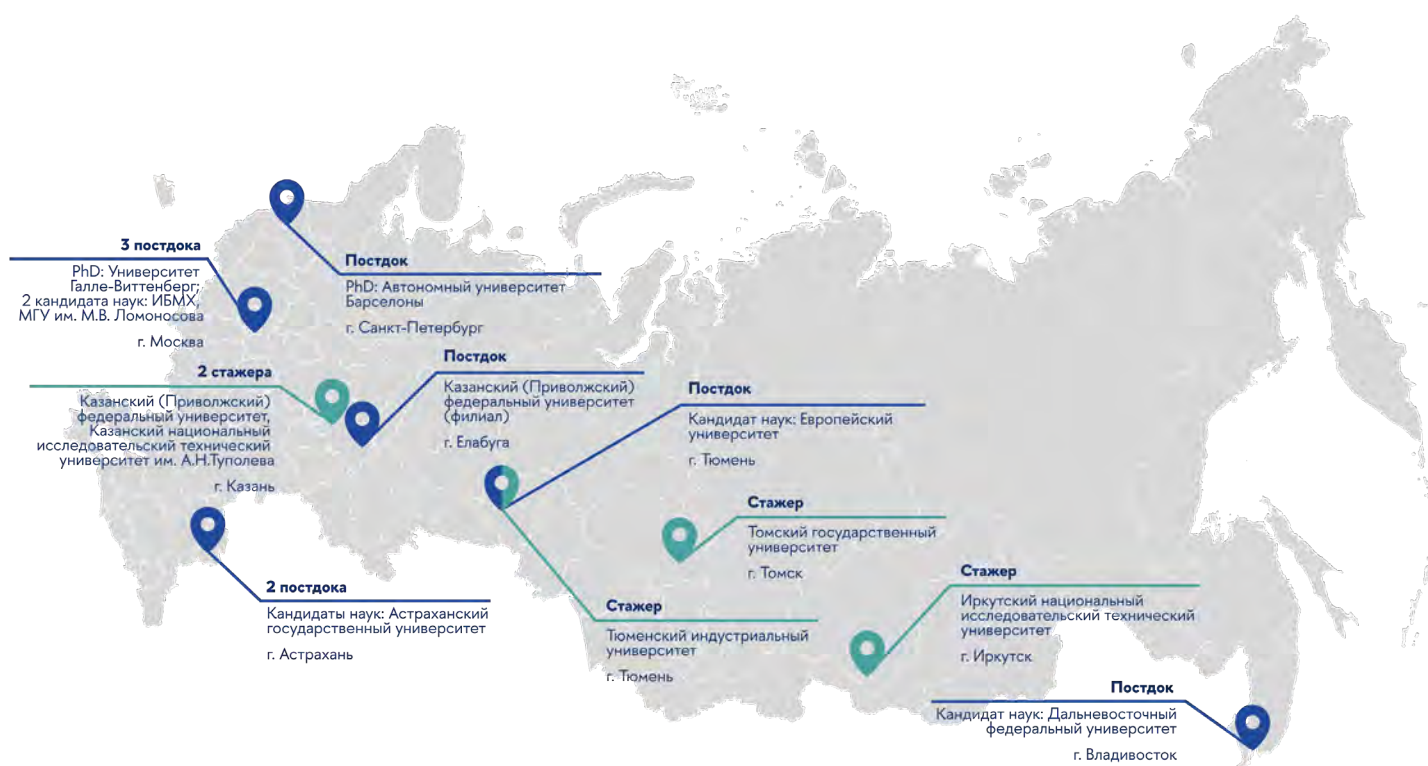 3 постдока
PhD: Университет
Галле-Виттенберг;
2 кандидата наук: ИБМХ,
МГУ им. М.В. Ломоносова
г. Москва
Постдок
PhD: Автономный университет
Барселоны
г. Санкт-Петербург
2 стажера
Казанский (Приволжский)
федеральный университет,
Казанский национальный
исследовательский технический
университет им. А.Н.Туполева
г. Казань
Постдок
Казанский (Приволжский)
федеральный университет
(филиал)
г. Елабуга
Постдок
Кандидат наук: Европейский
университет
г. Тюмень
Стажер
Томский государственный
университет
г. Томск
2 постдока
Кандидаты наук: Астраханский
государственный университет
г. Астрахань
Стажер
Тюменский индустриальный
университет
г. Тюмень
Стажер
Иркутский национальный
исследовательский технический
университет
г. Иркутск
Постдок
Кандидат наук: Дальневосточный
федеральный университет
г. Владивосток